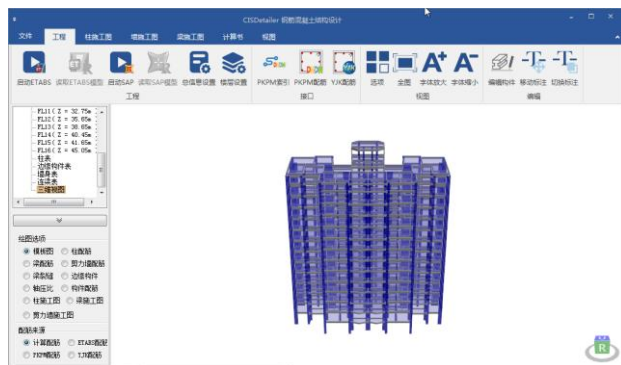 CISDetailer 钢筋混凝土结构设计
文件 工程 柱施工图 墙施工图 梁施工图 计算书 视图
启动ETABS 读取ETABS模型 启动SAP 读取SAP模型 总信息设置 楼层设置 PKPM索引 PKPM配筋 YJK配筋 选项 全图 字体放大 字体缩小 编辑构件 移动标注 切换标注
工程 接口 视图 编辑
FL11( Z = 32.75m
FL12( Z = 35.65m
FL13( Z = 38.65m
FL14( Z = 40.45m
FL15( Z = 41.65m
FL16( Z = 45.05m
柱表
边缘构件表
墙身表
连梁表
三维视图
绘图选项
模板图 柱配筋
梁配筋 剪力墙配筋
梁裂缝 边缘构件
轴压比 构件配筋
柱施工图 梁施工图
剪力墙施工图
配筋来源
计算配筋 ETABS配筋
PKPM配筋 YJK配筋